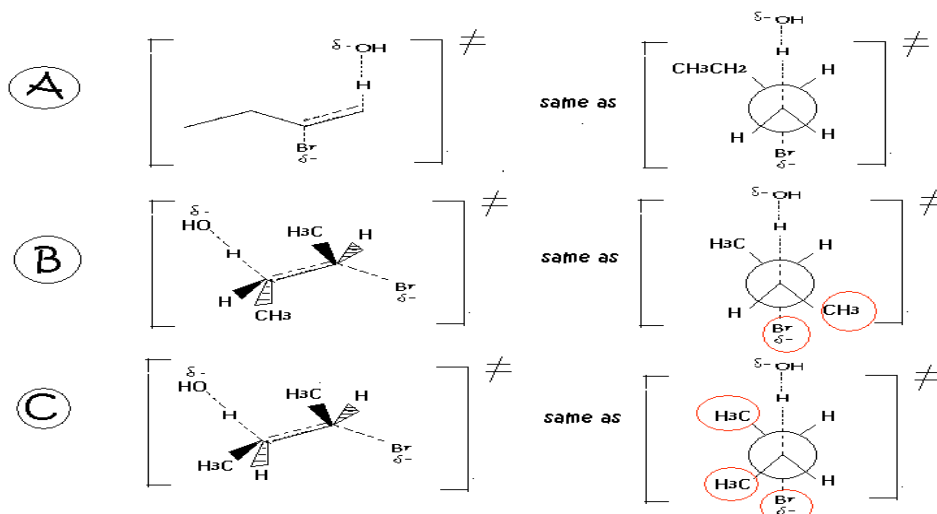 A
δ-
OH
H
Br
δ-
≠
same as
δ-
OH
H
CH3CH2
H
H
H
Br
δ-
≠
B
δ-
HO
H
H3C
H
H
CH3
Br
δ-
≠
same as
δ-
OH
H
H3C
H
H
CH3
Br
δ-
≠
C
δ-
HO
H
H3C
H
H3C
H
Br
δ-
≠
same as
δ-
OH
H
H3C
H
H3C
H
Br
δ-
≠